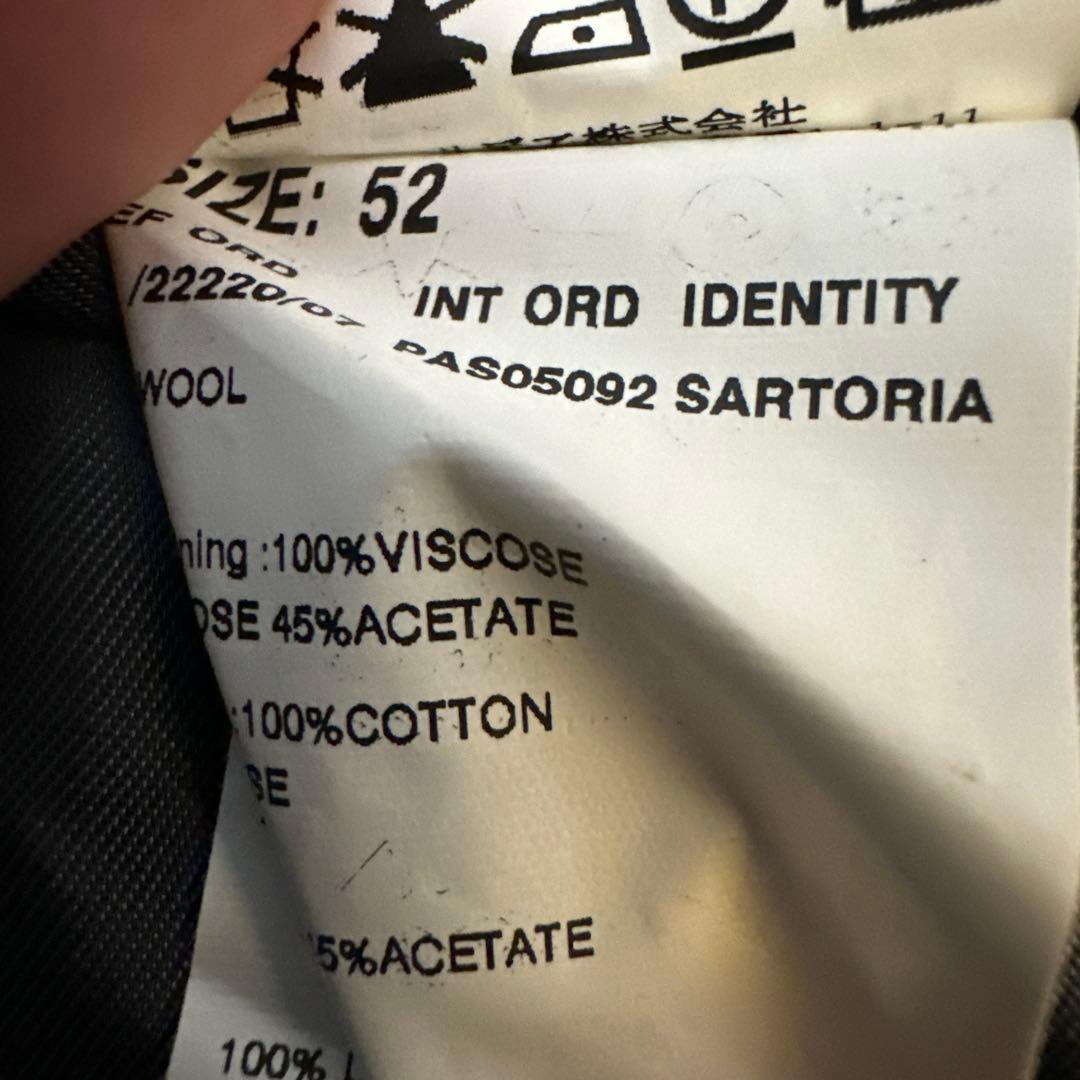 株式会社
SIZE: 52
EF ORD
/22220/07 INT ORD IDENTITY
PAS05092 SARTORIA
WOOL
ning :100%VISCOSE
OSE 45%ACETATE
:100%COTTON
SE
5%ACETATE
100%